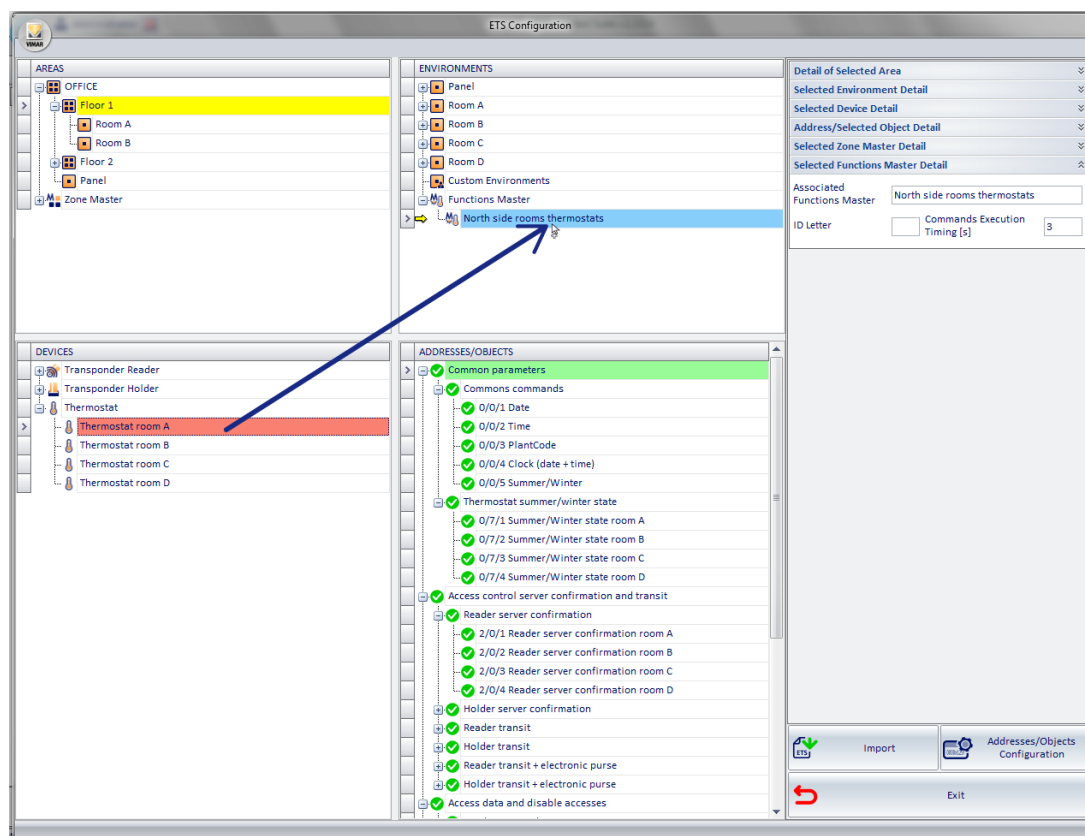 ETS Configuration
VIMAR
AREAS
OFFICE
Floor 1
Room A
Room B
Floor 2
Panel
Zone Master
ENVIRONMENTS
Panel
Room A
Room B
Room C
Room D
Custom Environments
Functions Master
North side rooms thermostats
Detail of Selected Area
Selected Environment Detail
Selected Device Detail
Address/Selected Object Detail
Selected Zone Master Detail
Selected Functions Master Detail
Associated
Functions Master
North side rooms thermostats
ID Letter
Commands Execution
Timing [s]
3
DEVICES
Transponder Reader
Transponder Holder
Thermostat
Thermostat room A
Thermostat room B
Thermostat room C
Thermostat room D
ADDRESSES/OBJECTS
Common parameters
Commons commands
0/0/1 Date
0/0/2 Time
0/0/3 PlantCode
0/0/4 Clock (date + time)
0/0/5 Summer/Winter
Thermostat summer/winter state
0/7/1 Summer/Winter state room A
0/7/2 Summer/Winter state room B
0/7/3 Summer/Winter state room C
0/7/4 Summer/Winter state room D
Access control server confirmation and transit
Reader server confirmation
2/0/1 Reader server confirmation room A
2/0/2 Reader server confirmation room B
2/0/3 Reader server confirmation room C
2/0/4 Reader server confirmation room D
Holder server confirmation
Reader transit
Holder transit
Reader transit + electronic purse
Holder transit + electronic purse
Access data and disable accesses
ETS
Import
Addresses/Objects
Configuration
Exit